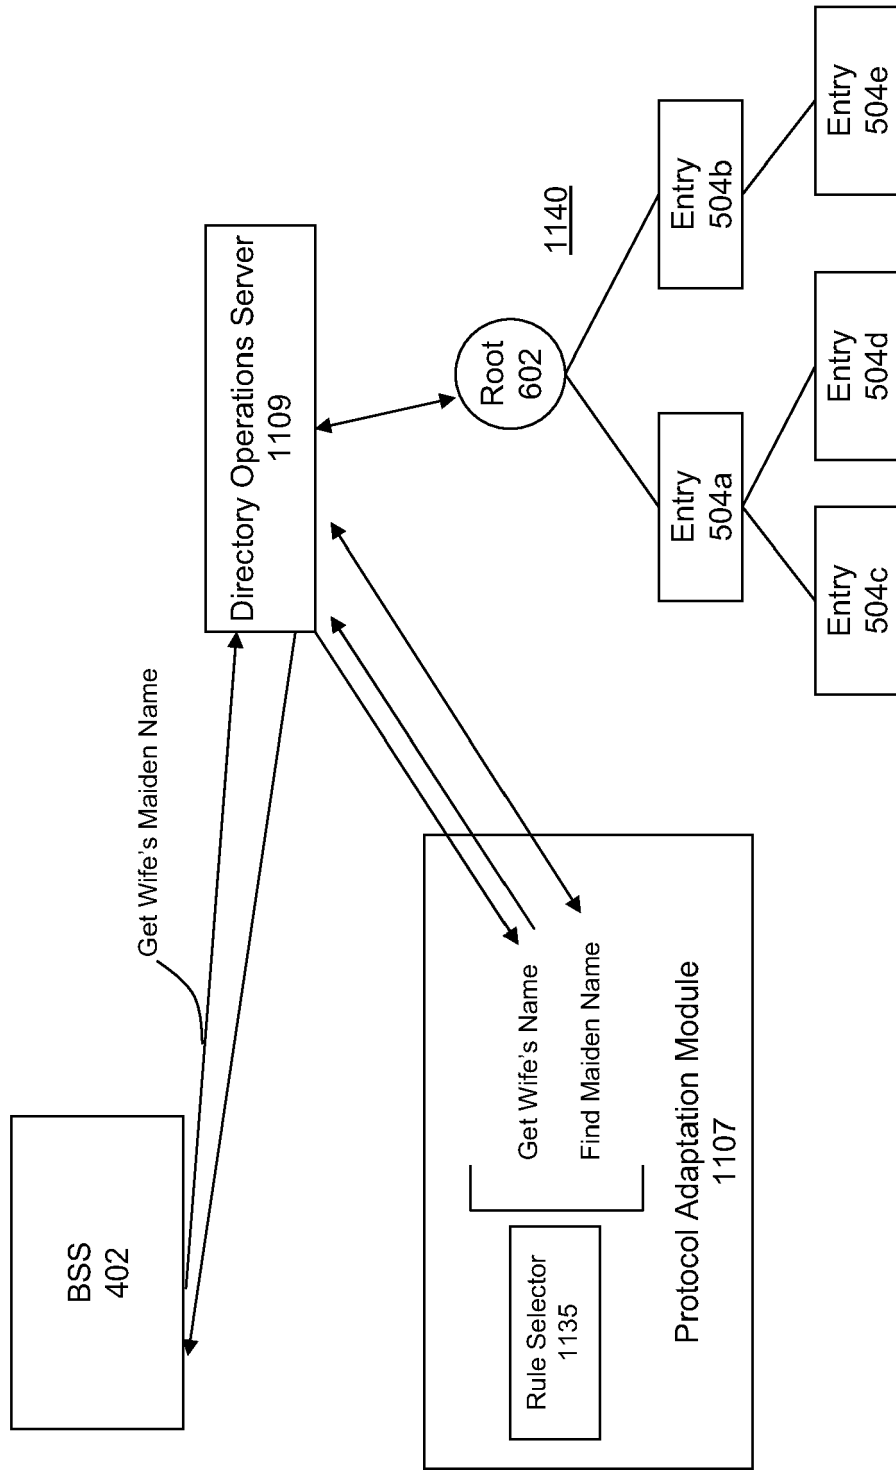 BSS
402
Get Wife's Maiden Name
Directory Operations Server
1109
Rule Selector
1135
Get Wife's Name
Find Maiden Name
Protocol Adaptation Module
1107
Root
602
1140
Entry
504a
Entry
504b
Entry
504c
Entry
504d
Entry
504e